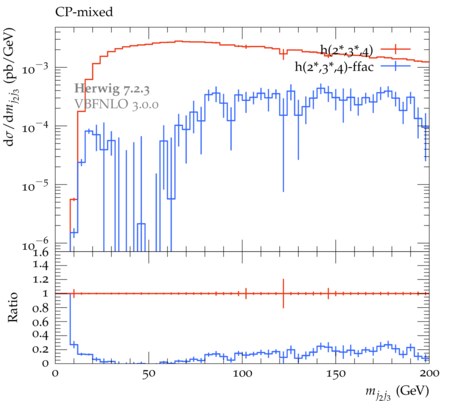 CP-mixed
h(2*,3*,4)
h(2*,3*,4)-ffac
Herwig 7.2.3
VBFNLO 3.0.0
dσ/dm_{j₂j₃} (pb/GeV)
10⁻³
10⁻⁴
10⁻⁵
10⁻⁶
1.6
1.4
1.2
1
0.8
0.6
0.4
0.2
0
Ratio
0 50 100 150 200
m_{j₂j₃} (GeV)